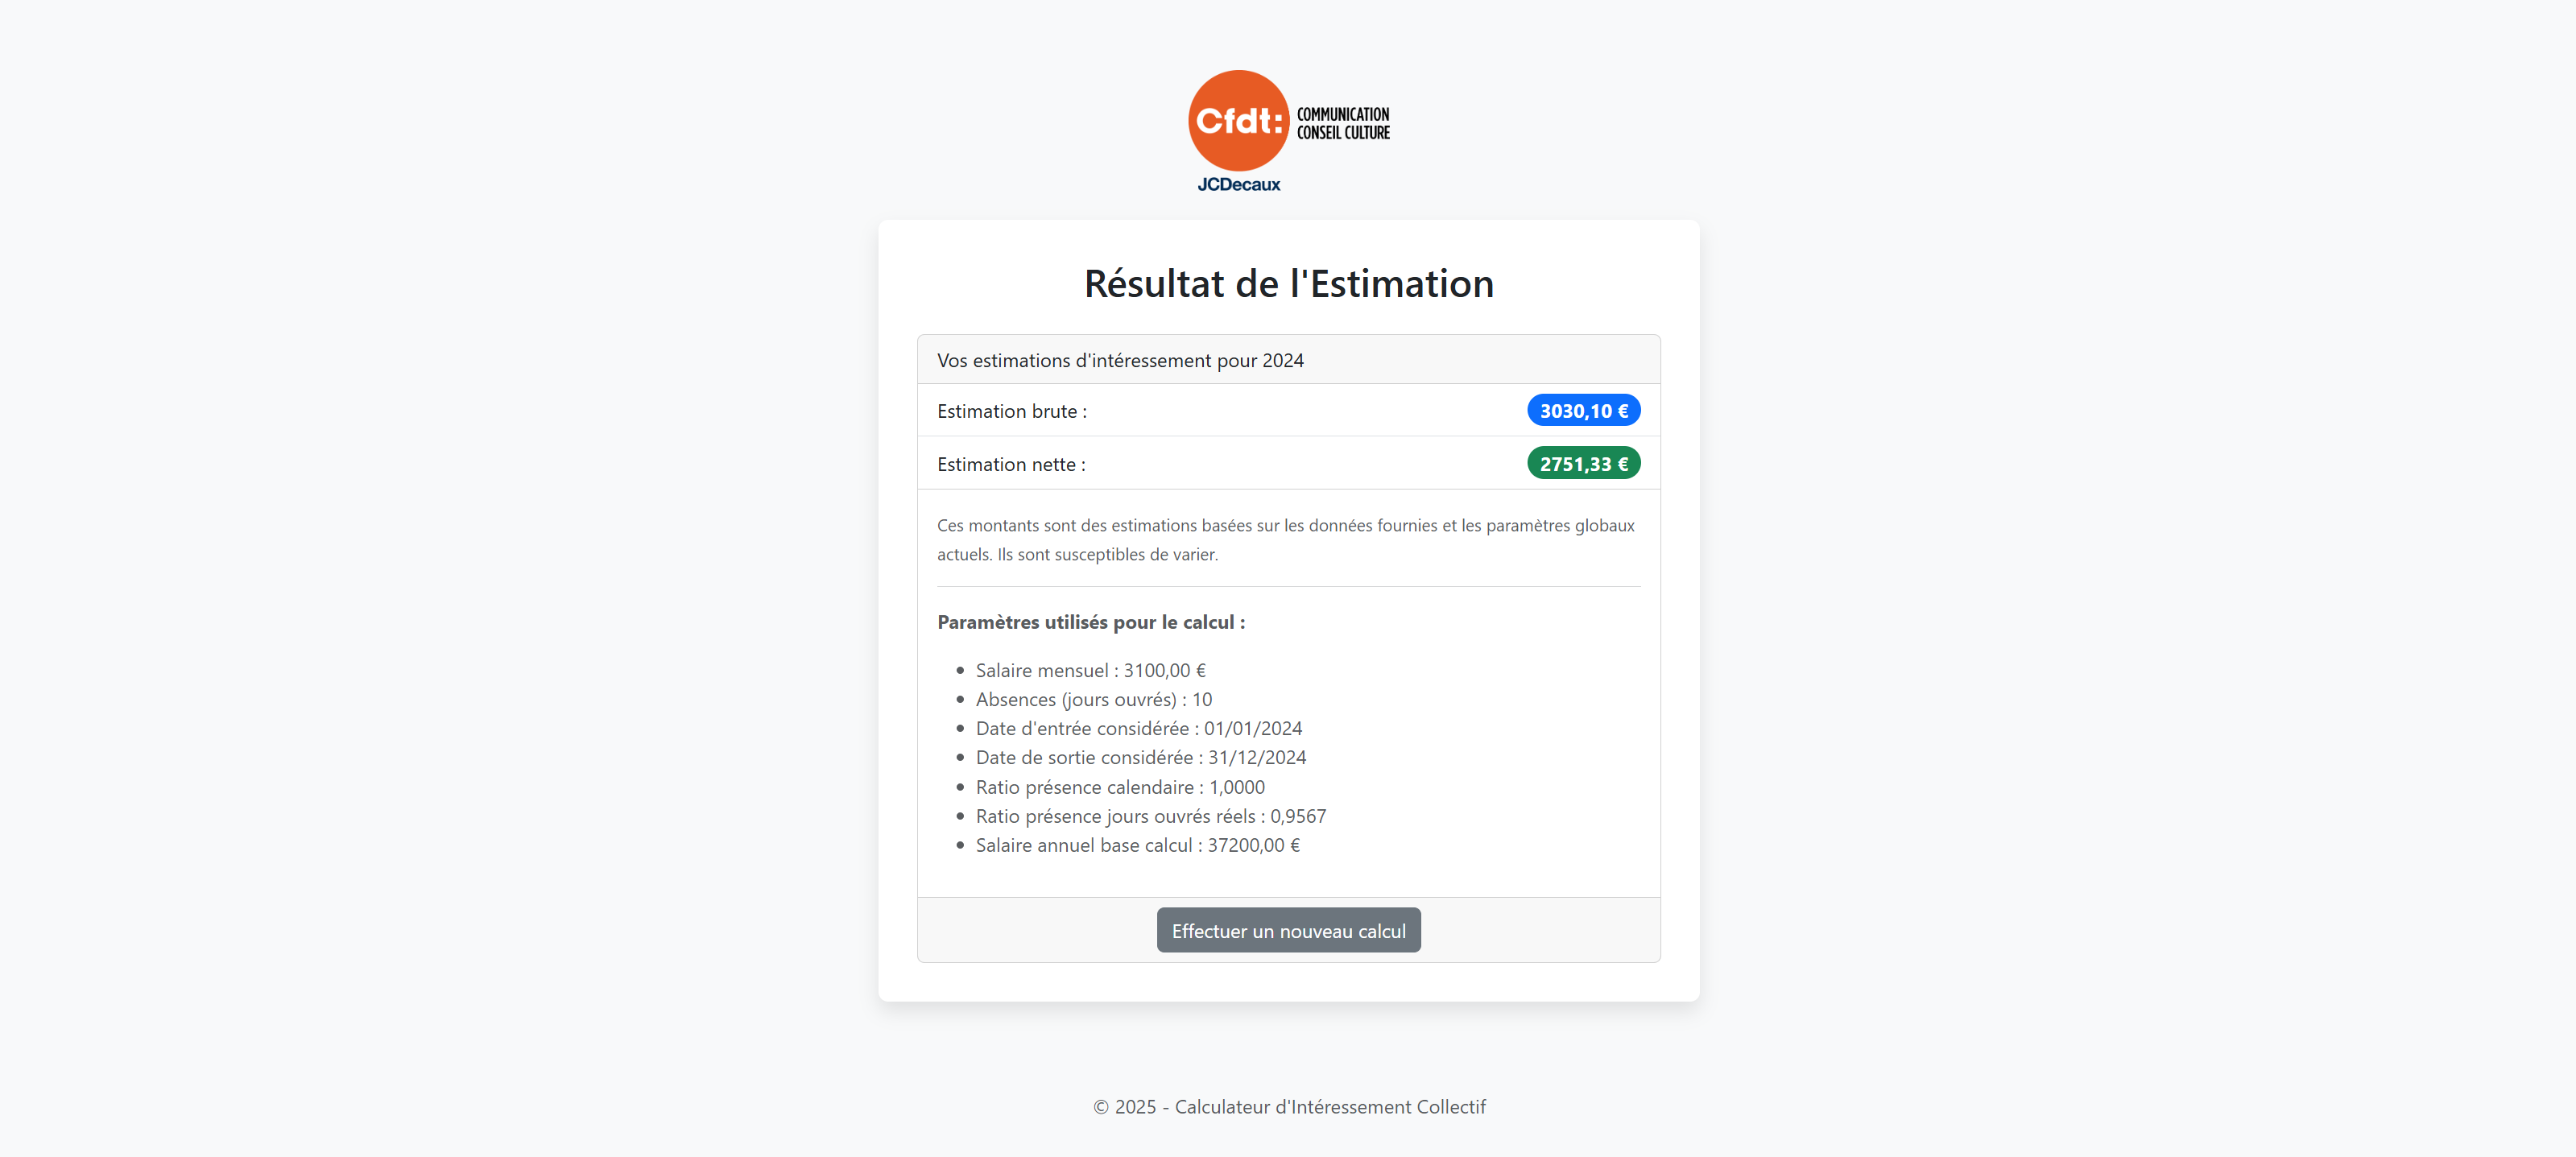 Cfdt:
COMMUNICATION
CONSEIL CULTURE
JCDecaux
Résultat de l'Estimation
Vos estimations d'intéressement pour 2024
Estimation brute : 3030,10 €
Estimation nette : 2751,33 €
Ces montants sont des estimations basées sur les données fournies et les paramètres globaux
actuels. Ils sont susceptibles de varier.
Paramètres utilisés pour le calcul :
• Salaire mensuel : 3100,00 €
• Absences (jours ouvrés) : 10
• Date d'entrée considérée : 01/01/2024
• Date de sortie considérée : 31/12/2024
• Ratio présence calendaire : 1,0000
• Ratio présence jours ouvrés réels : 0,9567
• Salaire annuel base calcul : 37200,00 €
Effectuer un nouveau calcul
© 2025 - Calculateur d'Intéressement Collectif